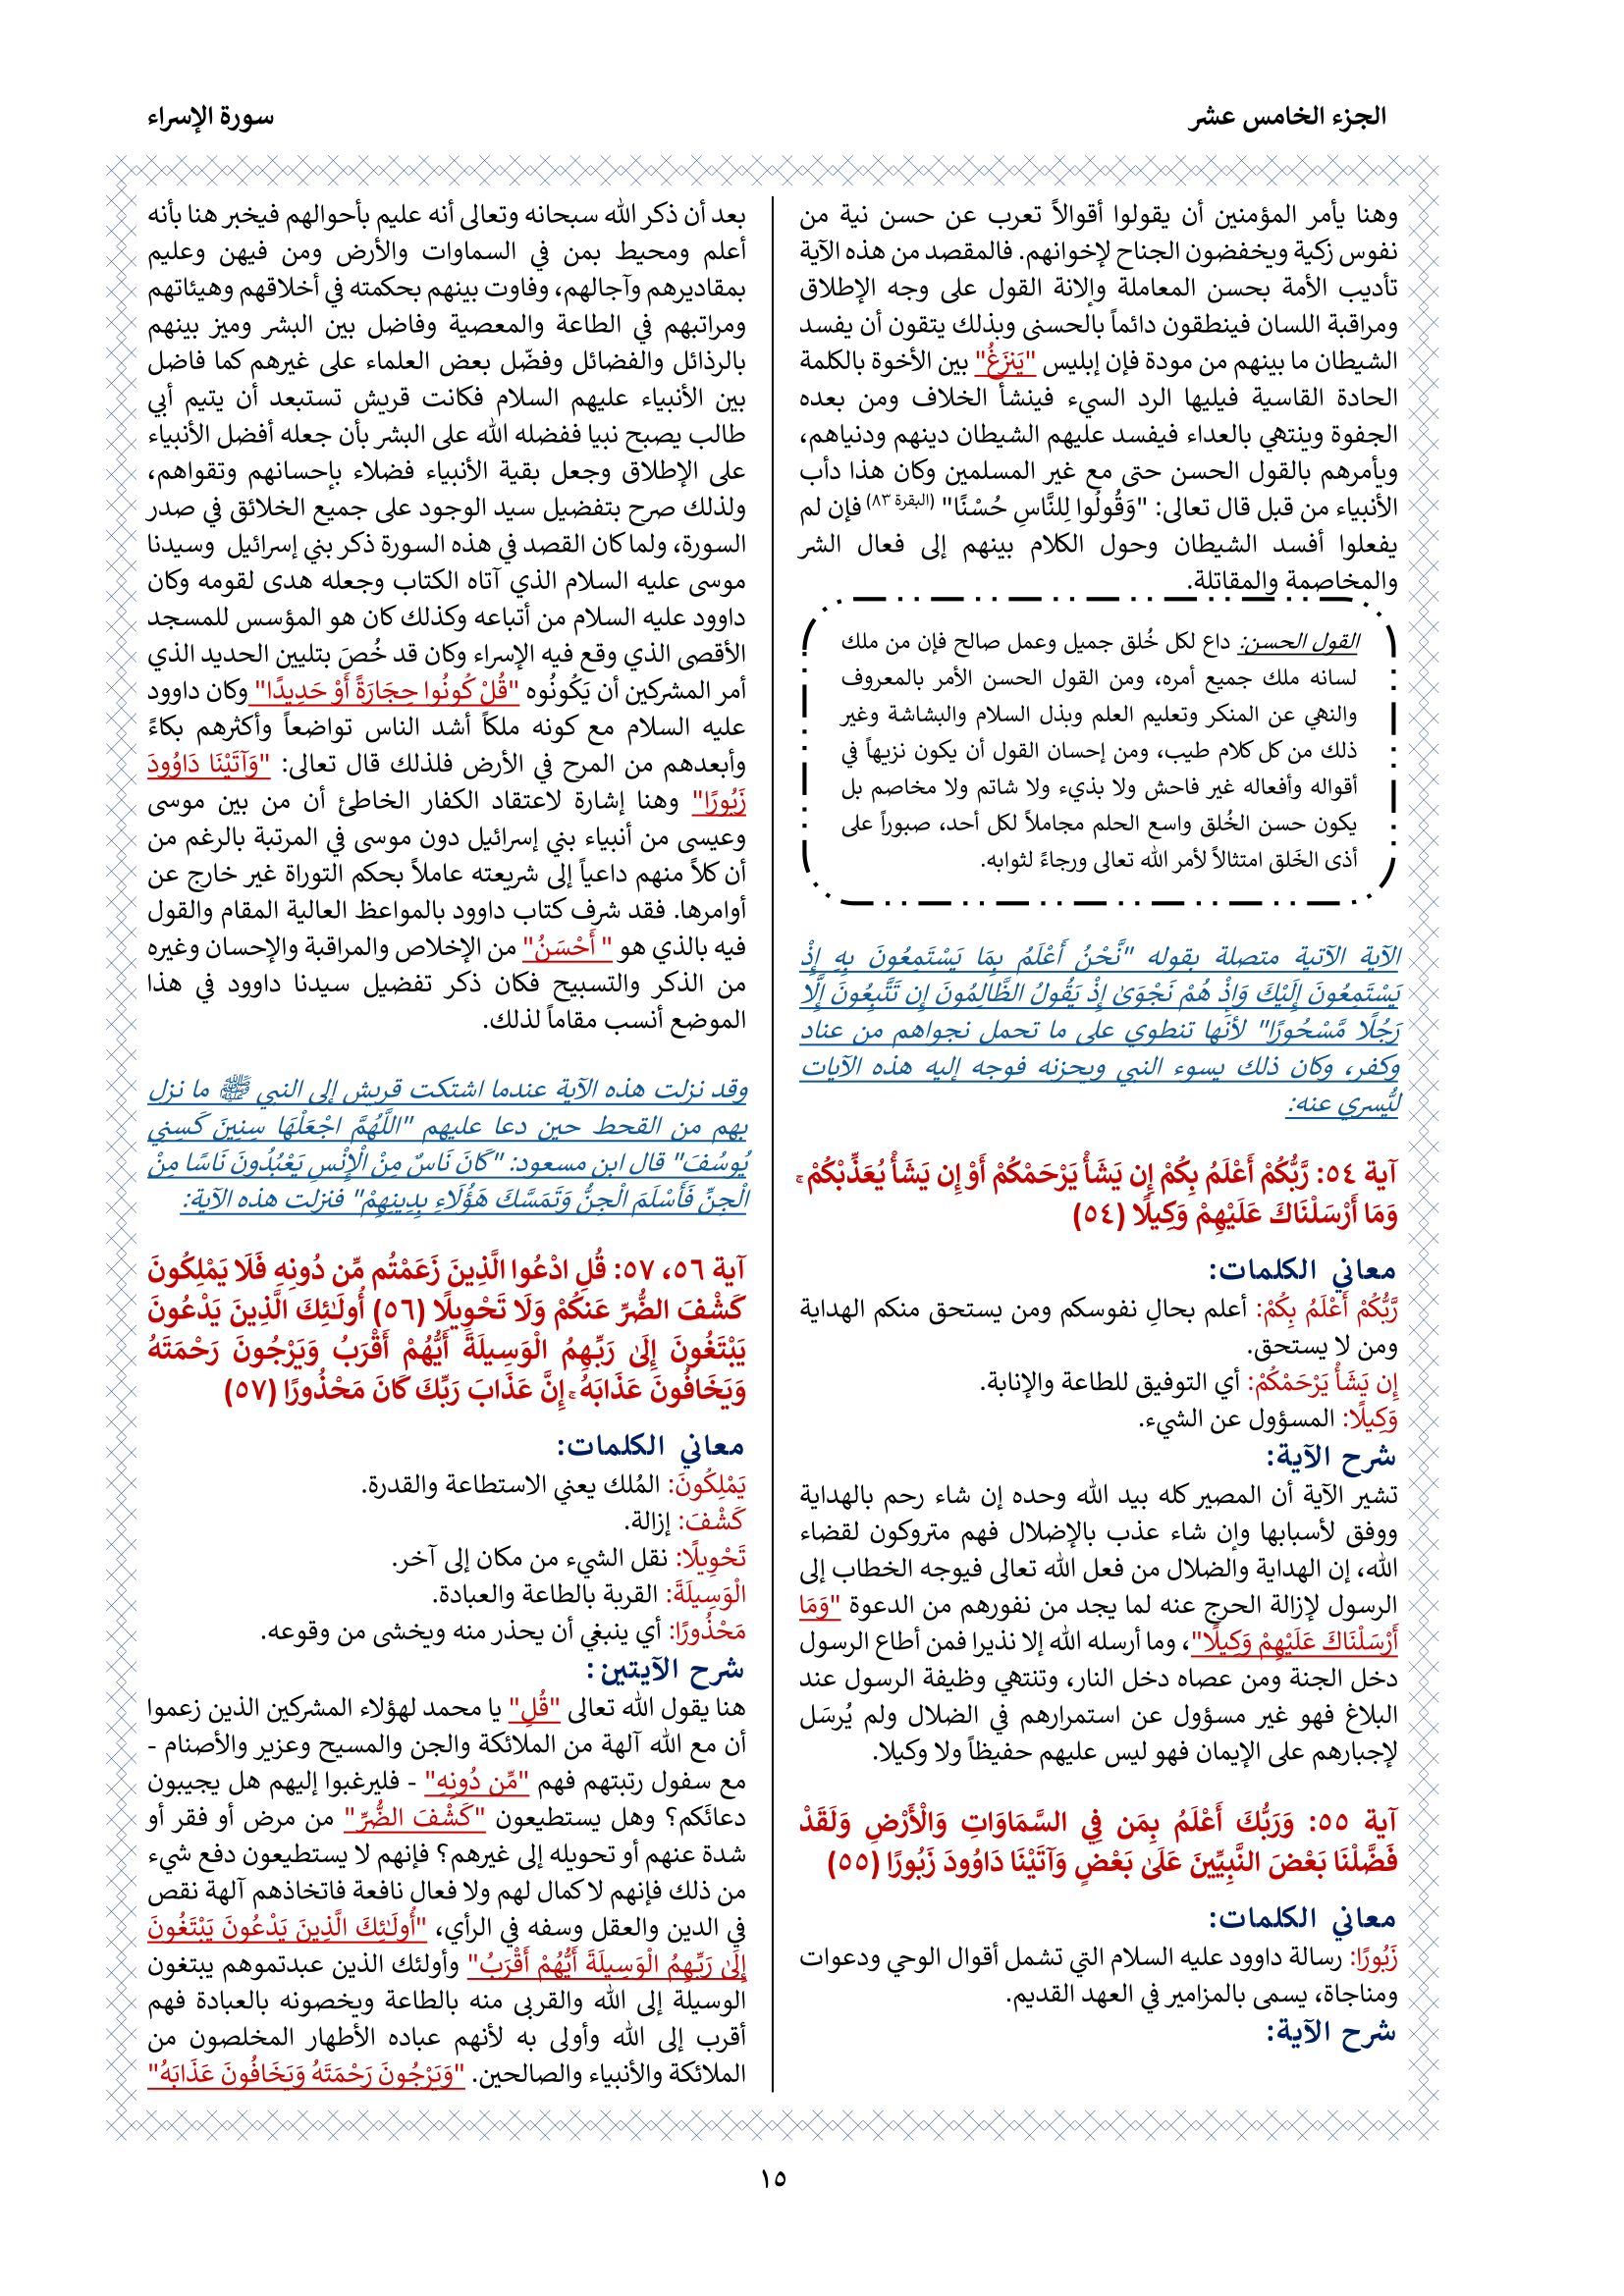 الجزء الخامس عشر
سورة الإسراء
وهنا يأمر المؤمنين أن يقولوا أقوالاً تعرب عن حسن نية من
نفوس زكية ويخفضون الجناح لإخوانهم. فالمقصد من هذه الآية
تأديب الأمة بحسن المعاملة وإلانة القول على وجه الإطلاق
ومراقبة اللسان فينطقون دائماً بالحسنى وبذلك يتقون أن يفسد
الشيطان ما بينهم من مودة فإن إبليس "يَنزَغُ" بين الأخوة بالكلمة
الحادة القاسية فيليها الرد السيء فينشأ الخلاف ومن بعده
الجفوة وينتهي بالعداء فيفسد عليهم الشيطان دينهم ودنياهم،
ويأمرهم بالقول الحسن حتى مع غير المسلمين وكان هذا دأب
الأنبياء من قبل قال تعالى: "وَقُولُوا لِلنَّاسِ حُسْنًا" (البقرة ٨٣) فإن لم
يفعلوا أفسد الشيطان وحول الكلام بينهم إلى فعال الشر
والمخاصمة والمقاتلة.
القول الحسن: داع لكل خُلق جميل وعمل صالح فإن من ملك
لسانه ملك جميع أمره، ومن القول الحسن الأمر بالمعروف
والنهي عن المنكر وتعليم العلم وبذل السلام والبشاشة وغير
ذلك من كل كلام طيب، ومن إحسان القول أن يكون نزيهاً في
أقواله وأفعاله غير فاحش ولا بذيء ولا شاتم ولا مخاصم بل
يكون حسن الخُلق واسع الحلم مجاملاً لكل أحد، صبوراً على
أذى الخَلق امتثالاً لأمر الله تعالى ورجاءً لثوابه.
الآية الآتية متصلة بقوله "نَّحْنُ أَعْلَمُ بِمَا يَسْتَمِعُونَ بِهِ إِذْ
يَسْتَمِعُونَ إِلَيْكَ وَإِذْ هُمْ نَجْوَىٰ إِذْ يَقُولُ الظَّالِمُونَ إِن تَتَّبِعُونَ إِلَّا
رَجُلًا مَّسْحُورًا" لأنها تنطوي على ما تحمل نجواهم من عناد
وكفر، وكان ذلك يسوء النبي ويحزنه فوجه إليه هذه الآيات
لتُّسري عنه:
آية ٥٤: رَّبُّكُمْ أَعْلَمُ بِكُمْ إِن يَشَأْ يَرْحَمْكُمْ أَوْ إِن يَشَأْ يُعَذِّبْكُمْ ۚ
وَمَا أَرْسَلْنَاكَ عَلَيْهِمْ وَكِيلًا (٥٤)
معاني الكلمات:
رَّبُّكُمْ أَعْلَمُ بِكُمْ: أعلم بحالِ نفوسكم ومن يستحق منكم الهداية
ومن لا يستحق.
إِن يَشَأْ يَرْحَمْكُمْ: أي التوفيق للطاعة والإنابة.
وَكِيلًا: المسؤول عن الشيء.
شرح الآية:
تشير الآية أن المصير كله بيد الله وحده إن شاء رحم بالهداية
ووفق لأسبابها وإن شاء عذب بالإضلال فهم متروكون لقضاء
الله، إن الهداية والضلال من فعل الله تعالى فيوجه الخطاب إلى
الرسول لإزالة الحرج عنه لما يجد من نفورهم من الدعوة "وَمَا
أَرْسَلْنَاكَ عَلَيْهِمْ وَكِيلًا"، وما أرسله الله إلا نذيرا فمن أطاع الرسول
دخل الجنة ومن عصاه دخل النار، وتنتهي وظيفة الرسول عند
البلاغ فهو غير مسؤول عن استمرارهم في الضلال ولم يُرسَل
لإجبارهم على الإيمان فهو ليس عليهم حفيظاً ولا وكيلا.
آية ٥٥: وَرَبُّكَ أَعْلَمُ بِمَن فِي السَّمَاوَاتِ وَالْأَرْضِ وَلَقَدْ
فَضَّلْنَا بَعْضَ النَّبِيِّينَ عَلَىٰ بَعْضٍ وَآتَيْنَا دَاوُودَ زَبُورًا (٥٥)
معاني الكلمات:
زَبُورًا: رسالة داوود عليه السلام التي تشمل أقوال الوحي ودعوات
ومناجاة، يسمى بالمزامير في العهد القديم.
شرح الآية:
بعد أن ذكر الله سبحانه وتعالى أنه عليم بأحوالهم فيخبر هنا بأنه
أعلم ومحيط بمن في السماوات والأرض ومن فيهن وعليم
بمقاديرهم وآجالهم، وفاوت بينهم بحكمته في أخلاقهم وهيئاتهم
ومراتبهم في الطاعة والمعصية وفاضل بين البشر وميز بينهم
بالرذائل والفضائل وفضّل بعض العلماء على غيرهم كما فاضل
بين الأنبياء عليهم السلام فكانت قريش تستبعد أن يتيم أبي
طالب يصبح نبيا ففضله الله على البشر بأن جعله أفضل الأنبياء
على الإطلاق وجعل بقية الأنبياء فضلاء بإحسانهم وتقواهم،
ولذلك صرح بتفضيل سيد الوجود على جميع الخلائق في صدر
السورة، ولما كان القصد في هذه السورة ذكر بني إسرائيل وسيدنا
موسى عليه السلام الذي آتاه الكتاب وجعله هدى لقومه وكان
داوود عليه السلام من أتباعه وكذلك كان هو المؤسس للمسجد
الأقصى الذي وقع فيه الإسراء وكان قد خُصَ بتليين الحديد الذي
أمر المشركين أن يَكُونُوه "قُلْ كُونُوا حِجَارَةً أَوْ حَدِيدًا" وكان داوود
عليه السلام مع كونه ملكاً أشد الناس تواضعاً وأكثرهم بكاءً
وأبعدهم من المرح في الأرض فلذلك قال تعالى: "وَآتَيْنَا دَاوُودَ
زَبُورًا" وهنا إشارة لاعتقاد الكفار الخاطئ أن من بين موسى
وعيسى من أنبياء بني إسرائيل دون موسى في المرتبة بالرغم من
أن كلاً منهم داعياً إلى شريعته عاملاً بحكم التوراة غير خارج عن
أوامرها. فقد شرف كتاب داوود بالمواعظ العالية المقام والقول
فيه بالذي هو " أَحْسَنُ" من الإخلاص والمراقبة والإحسان وغيره
من الذكر والتسبيح فكان ذكر تفضيل سيدنا داوود في هذا
الموضع أنسب مقاماً لذلك.
وقد نزلت هذه الآية عندما اشتكت قريش إلى النبي ﷺ ما نزل
بهم من القحط حين دعا عليهم "اللَّهُمَّ اجْعَلْهَا سِنِينَ كَسِنِي
يُوسُفَ" قال ابن مسعود: "كَانَ نَاسٌ مِنْ الْإِنْسِ يَعْبُدُونَ نَاسًا مِنْ
الْجِنِّ فَأَسْلَمَ الْجِنُّ وَتَمَسَّكَ هَؤُلَاءِ بِدِينِهِمْ" فنزلت هذه الآية:
آية ٥٦، ٥٧: قُلِ ادْعُوا الَّذِينَ زَعَمْتُم مِّن دُونِهِ فَلَا يَمْلِكُونَ
كَشْفَ الضُّرِّ عَنكُمْ وَلَا تَحْوِيلًا (٥٦) أُولَـٰئِكَ الَّذِينَ يَدْعُونَ
يَبْتَغُونَ إِلَىٰ رَبِّهِمُ الْوَسِيلَةَ أَيُّهُمْ أَقْرَبُ وَيَرْجُونَ رَحْمَتَهُ
وَيَخَافُونَ عَذَابَهُ ۚ إِنَّ عَذَابَ رَبِّكَ كَانَ مَحْذُورًا (٥٧)
معاني الكلمات:
يَمْلِكُونَ: المُلك يعني الاستطاعة والقدرة.
كَشْفَ: إزالة.
تَحْوِيلًا: نقل الشيء من مكان إلى آخر.
الْوَسِيلَةَ: القربة بالطاعة والعبادة.
مَحْذُورًا: أي ينبغي أن يحذر منه ويخشى من وقوعه.
شرح الآيتين:
هنا يقول الله تعالى "قُلِ" يا محمد لهؤلاء المشركين الذين زعموا
أن مع الله آلهة من الملائكة والجن والمسيح وعزير والأصنام -
مع سفول رتبتهم فهم "مِّن دُونِهِ" - فليرغبوا إليهم هل يجيبون
دعائَكم؟ وهل يستطيعون "كَشْفَ الضُّرِّ" من مرض أو فقر أو
شدة عنهم أو تحويله إلى غيرهم؟ فإنهم لا يستطيعون دفع شيء
من ذلك فإنهم لا كمال لهم ولا فعال نافعة فاتخاذهم آلهة نقص
في الدين والعقل وسفه في الرأي، "أُولَـٰئِكَ الَّذِينَ يَدْعُونَ يَبْتَغُونَ
إِلَىٰ رَبِّهِمُ الْوَسِيلَةَ أَيُّهُمْ أَقْرَبُ" وأولئك الذين عبدتموهم يبتغون
الوسيلة إلى الله والقربى منه بالطاعة ويخصونه بالعبادة فهم
أقرب إلى الله وأولى به لأنهم عباده الأطهار المخلصون من
الملائكة والأنبياء والصالحين. "وَيَرْجُونَ رَحْمَتَهُ وَيَخَافُونَ عَذَابَهُ"
١٥